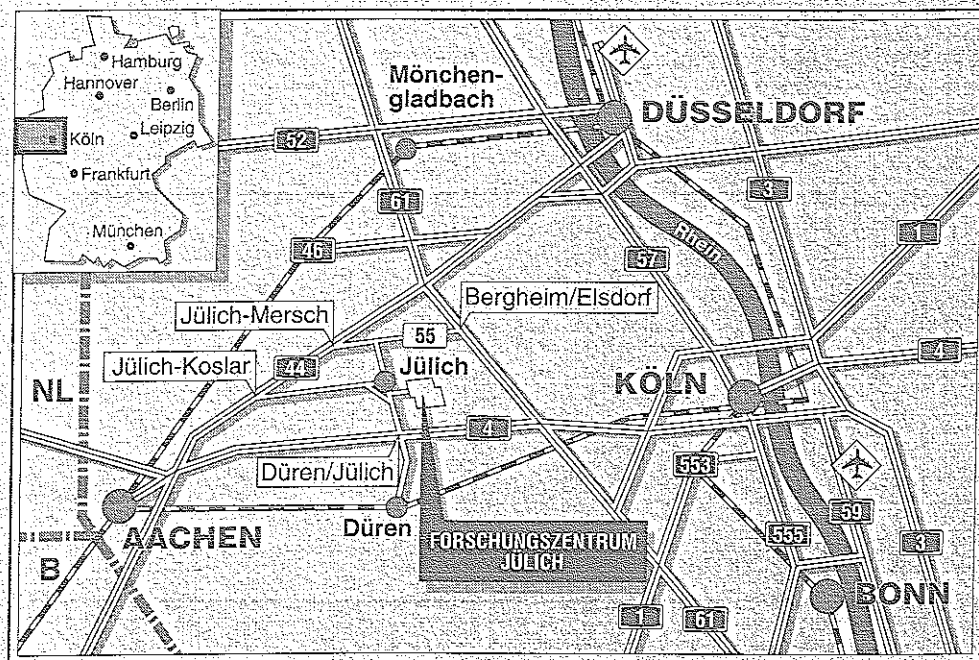 Hamburg
Hannover
Berlin
Köln
Leipzig
Frankfurt
München
Mönchen-
gladbach
DÜSSELDORF
52
61
3
1
46
57
Rhein
Bergheim/Elsdorf
Jülich-Mersch
55
44
Jülich-Koslar
Jülich
4
NL
KÖLN
4
Düren/Jülich
553
Düren
59
AACHEN
FORSCHUNGSZENTRUM
JÜLICH
555
3
B
BONN
1
61